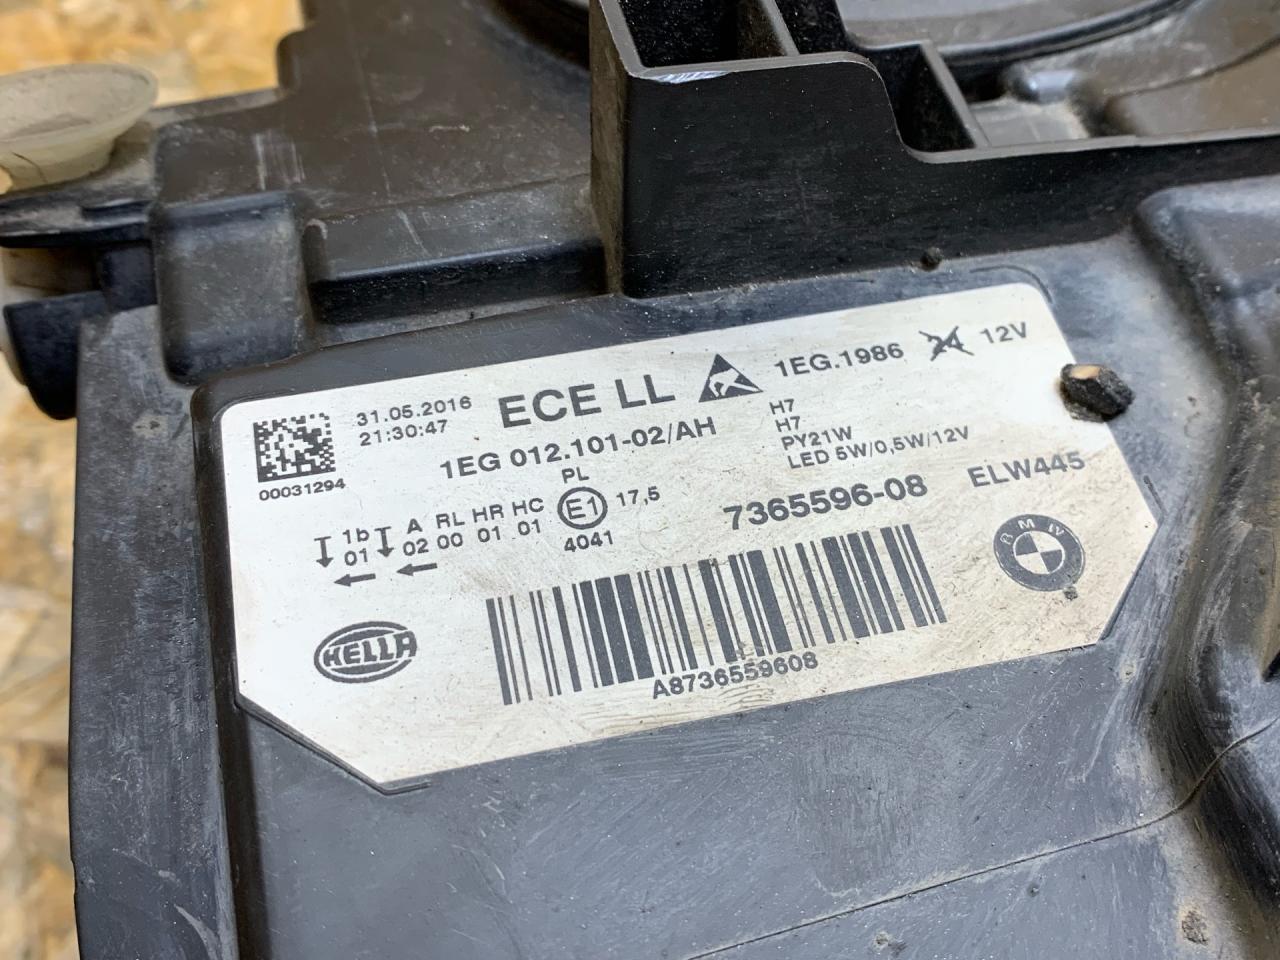 31.05.2016
21:30:47
00031294
ECE LL
1EG.1986 24 12V
1EG 012.101-02/AH
H7
H7
PY21W
LED 5W/0,5W/12V
PL
1b A RL HR HC E1 17,5
01 02 00 01 01
4041
7365596-08 ELW445
HELLA
BMW
A8736559608